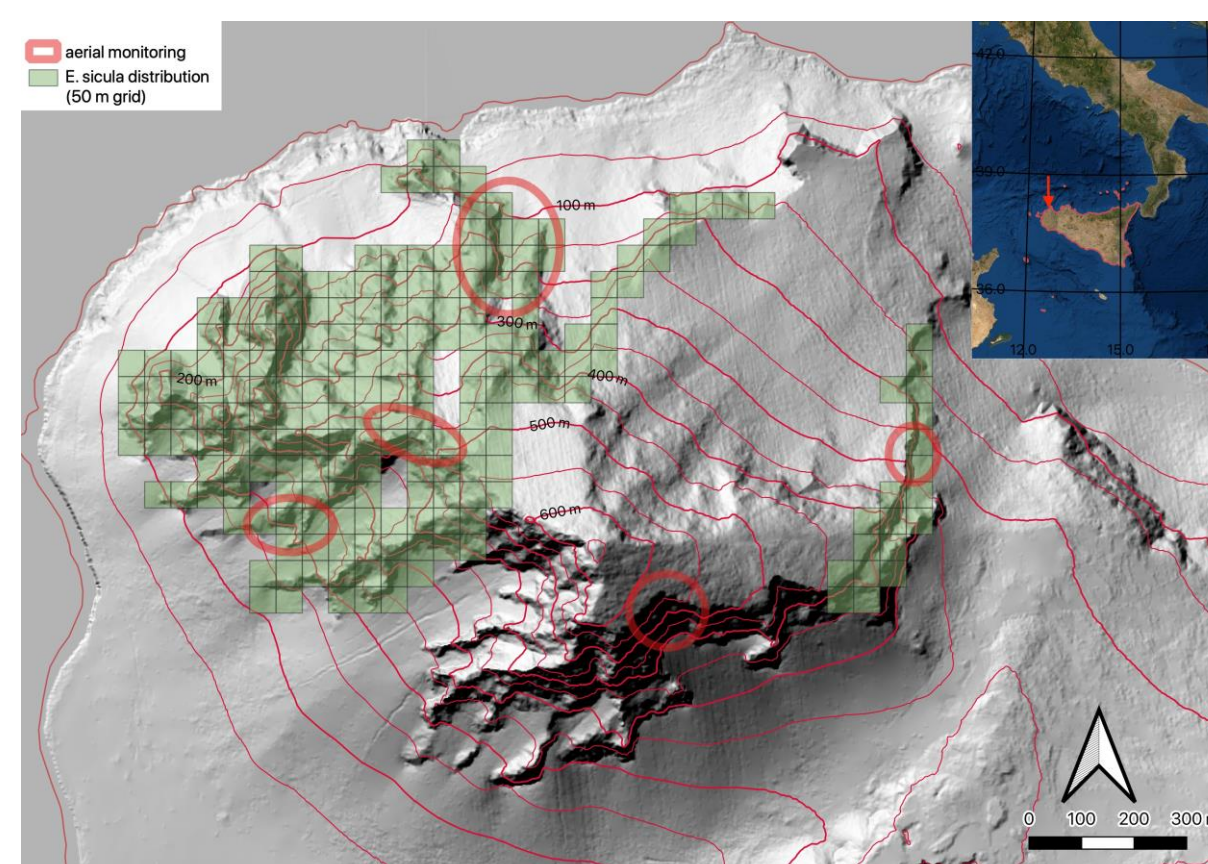 aerial monitoring
E. sicula distribution
(50 m grid)
42.0
39.0
36.0
12.0 15.0
100 m
300 m
200 m
400 m
500 m
600 m
0 100 200 300 m